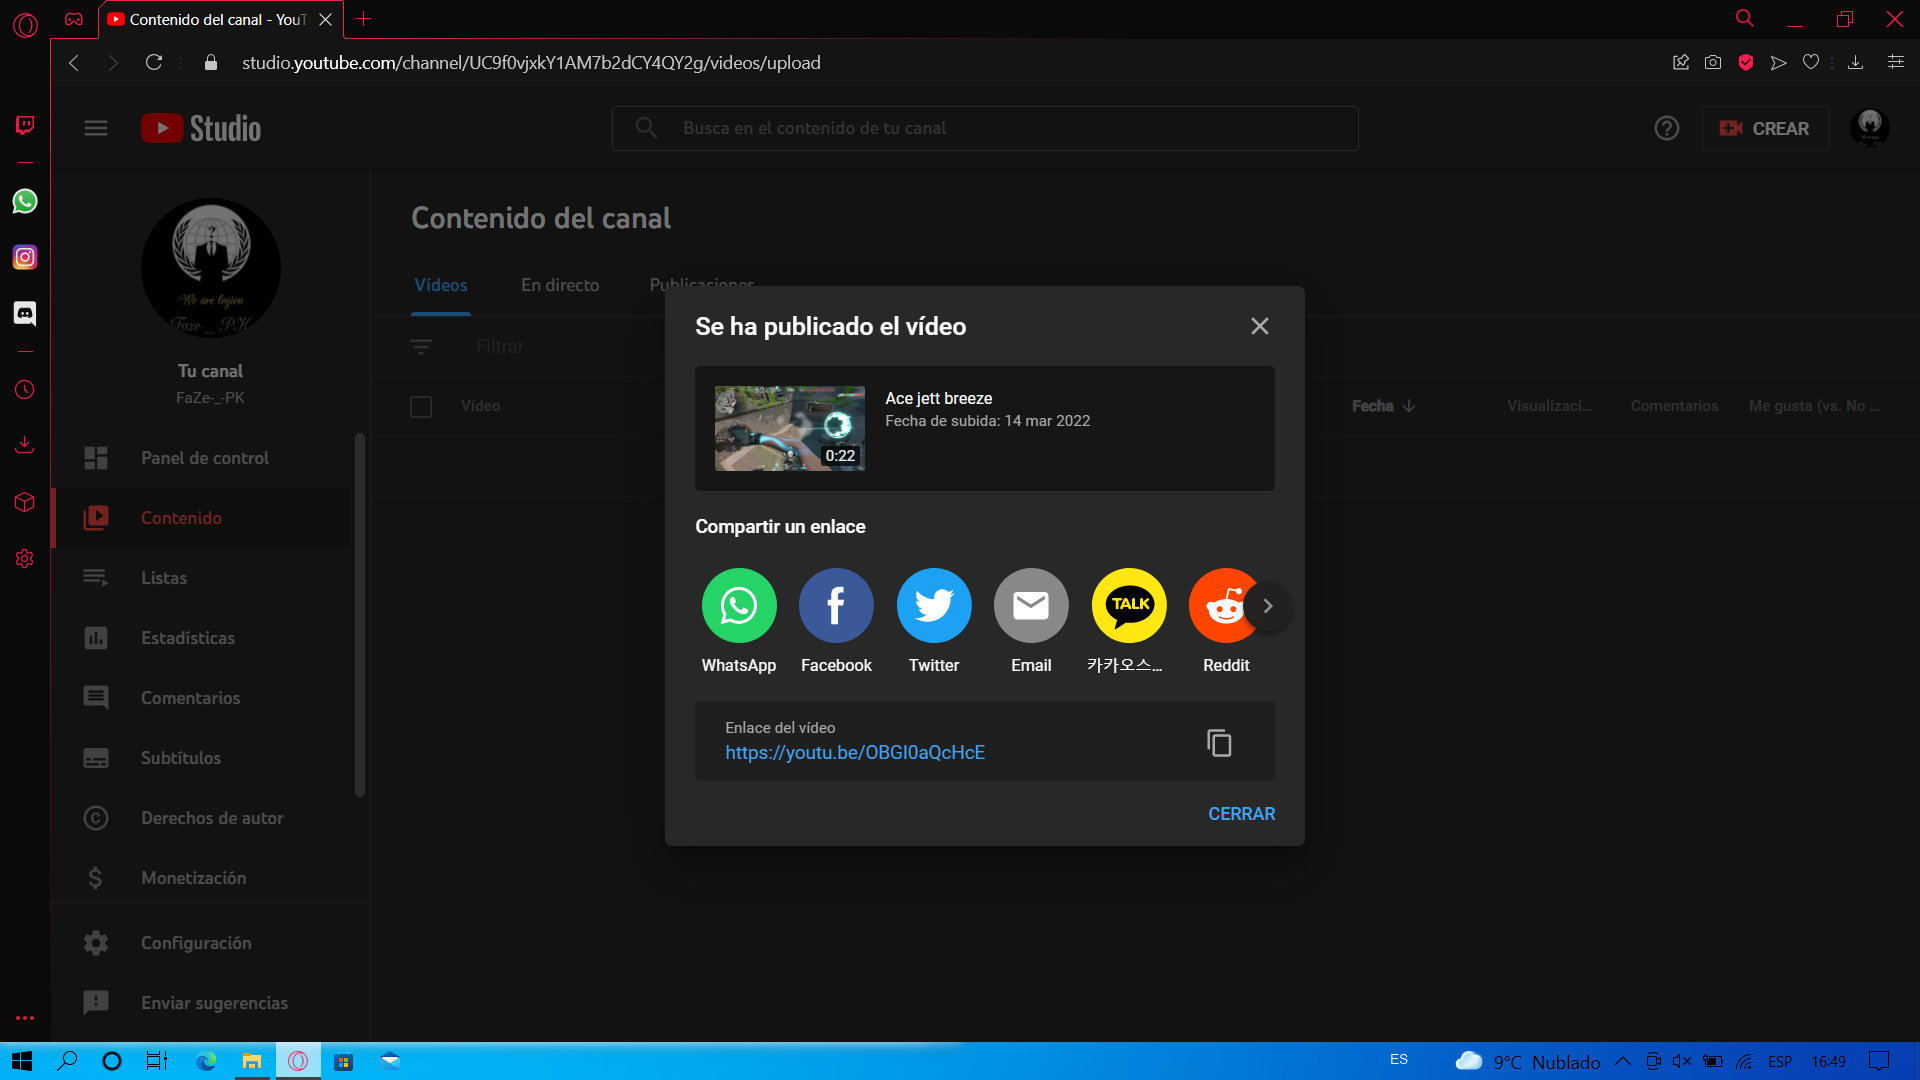 Contenido del canal - YouT
studio.youtube.com/channel/UC9f0vjxkY1AM7b2dCY4QY2g/videos/upload
Studio
Busca en el contenido de tu canal
CREAR
We are legion
Faze-_-PK
Tu canal
FaZe-_-PK
Panel de control
Contenido
Listas
Estadísticas
Comentarios
Subtítulos
Derechos de autor
Monetización
Configuración
Enviar sugerencias
Contenido del canal
Vídeos
En directo
Publicaciones
Filtrar
Vídeo
Fecha
Visualizaci...
Comentarios
Me gusta (vs. No ...
Se ha publicado el vídeo
0:22
Ace jett breeze
Fecha de subida: 14 mar 2022
Compartir un enlace
TALK
WhatsApp
Facebook
Twitter
Email
카카오스...
Reddit
Enlace del vídeo
https://youtu.be/OBGI0aQcHcE
CERRAR
ES
9°C Nublado
ESP
16:49